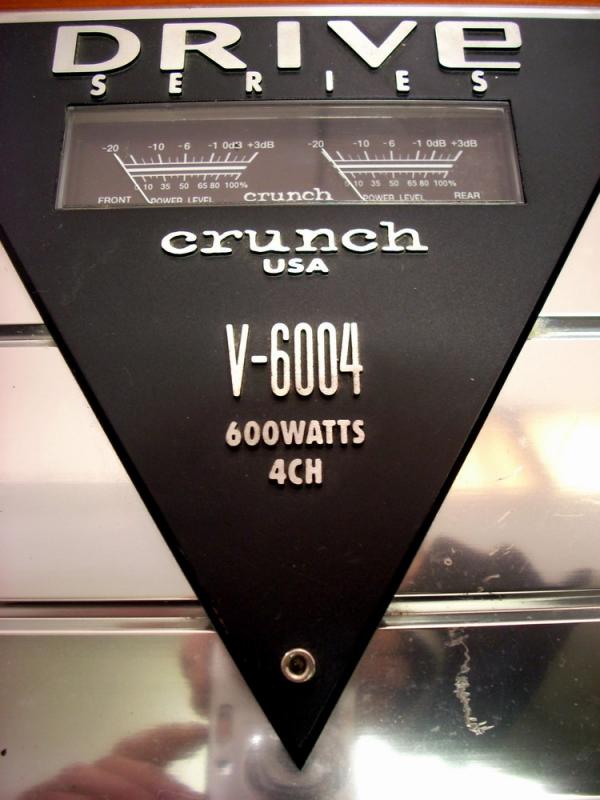 DRIVE
SERIES
-20 -10 -6 -1 0dB +3dB -20 -10 -6 -1 0dB +3dB
0 10 35 50 65 80 100% 0 10 35 50 65 80 100%
FRONT POWER LEVEL crunch POWER LEVEL REAR
crunch
USA
V-6004
600WATTS
4CH